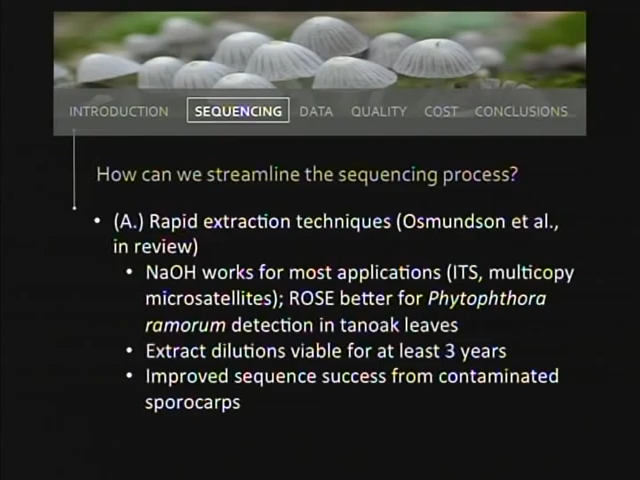 INTRODUCTION SEQUENCING DATA QUALITY COST CONCLUSIONS
How can we streamline the sequencing process?
• (A.) Rapid extraction techniques (Osmundson et al.,
in review)
• NaOH works for most applications (ITS, multicopy
microsatellites); ROSE better for Phytophthora
ramorum detection in tanoak leaves
• Extract dilutions viable for at least 3 years
• Improved sequence success from contaminated
sporocarps